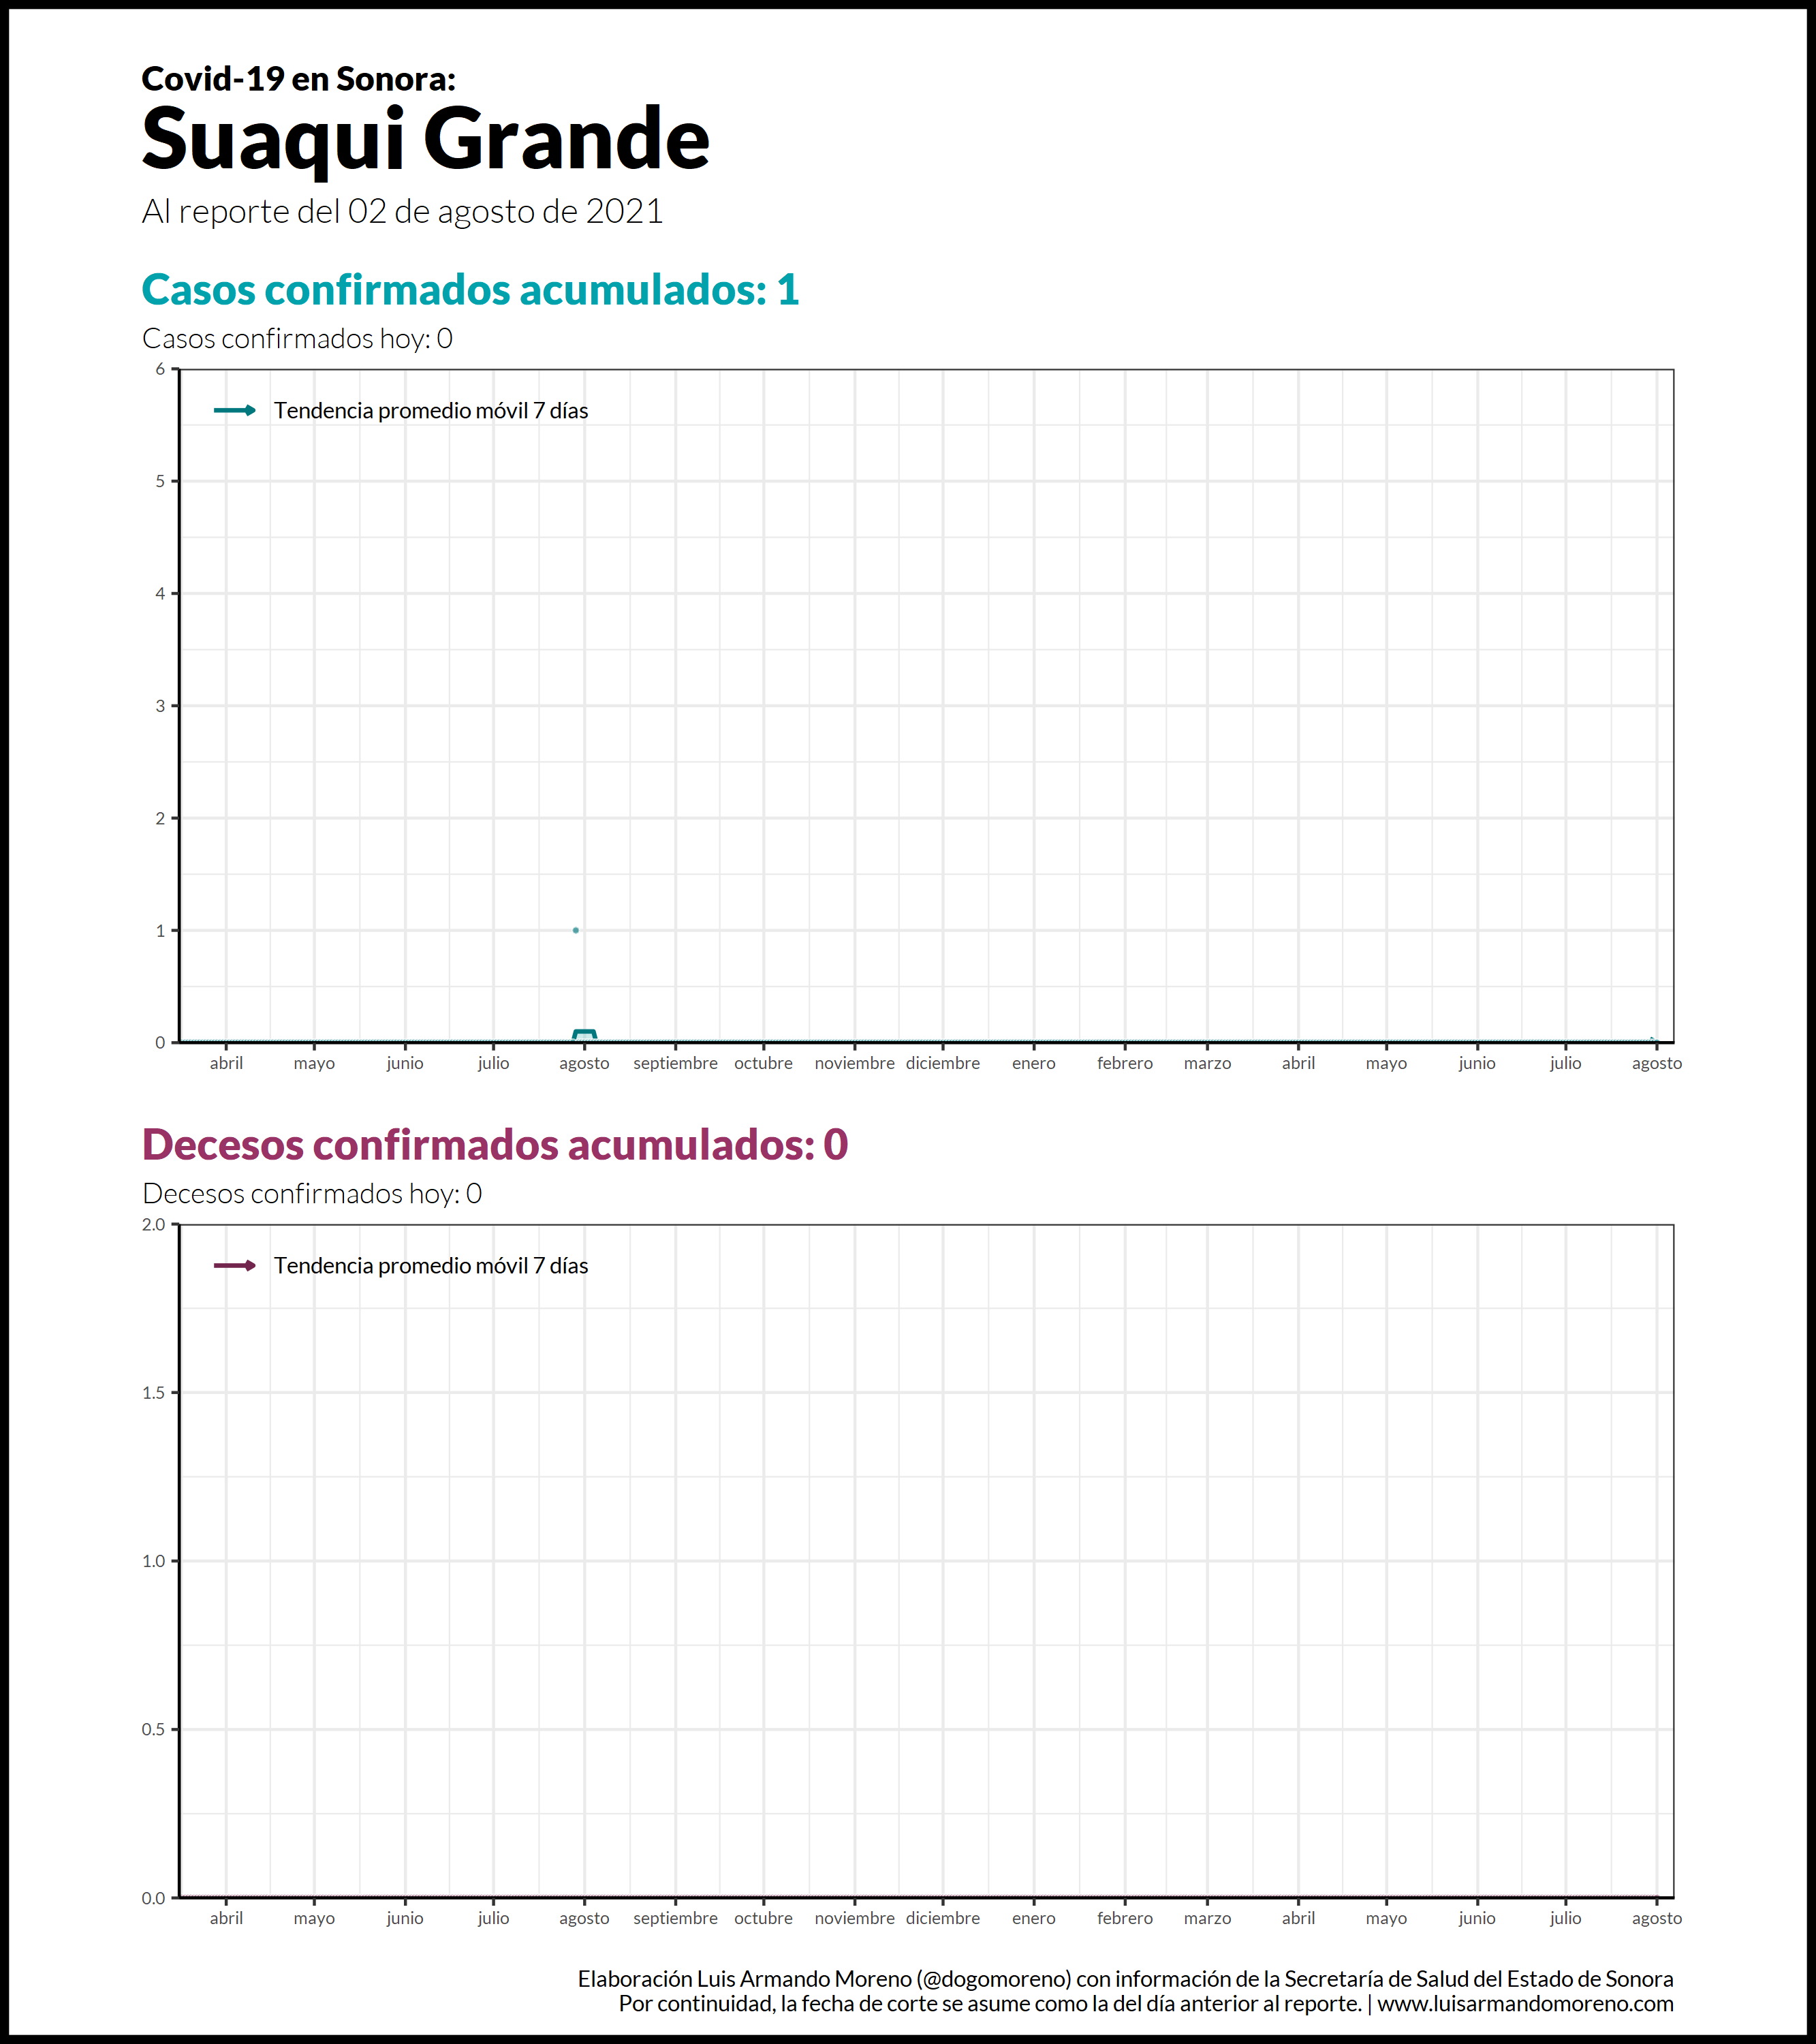 Covid-19 en Sonora:
Suaqui Grande
Al reporte del 02 de agosto de 2021
Casos confirmados acumulados: 1
Casos confirmados hoy: 0
6
Tendencia promedio móvil 7 días
5
4
3
2
1
0
abril mayo junio julio agosto septiembre octubre noviembre diciembre enero febrero marzo abril mayo junio julio agosto
Decesos confirmados acumulados: 0
Decesos confirmados hoy: 0
2.0
Tendencia promedio móvil 7 días
1.5
1.0
0.5
0.0
abril mayo junio julio agosto septiembre octubre noviembre diciembre enero febrero marzo abril mayo junio julio agosto
Elaboración Luis Armando Moreno (@dogomoreno) con información de la Secretaría de Salud del Estado de Sonora
Por continuidad, la fecha de corte se asume como la del día anterior al reporte. | www.luisarmandomoreno.com